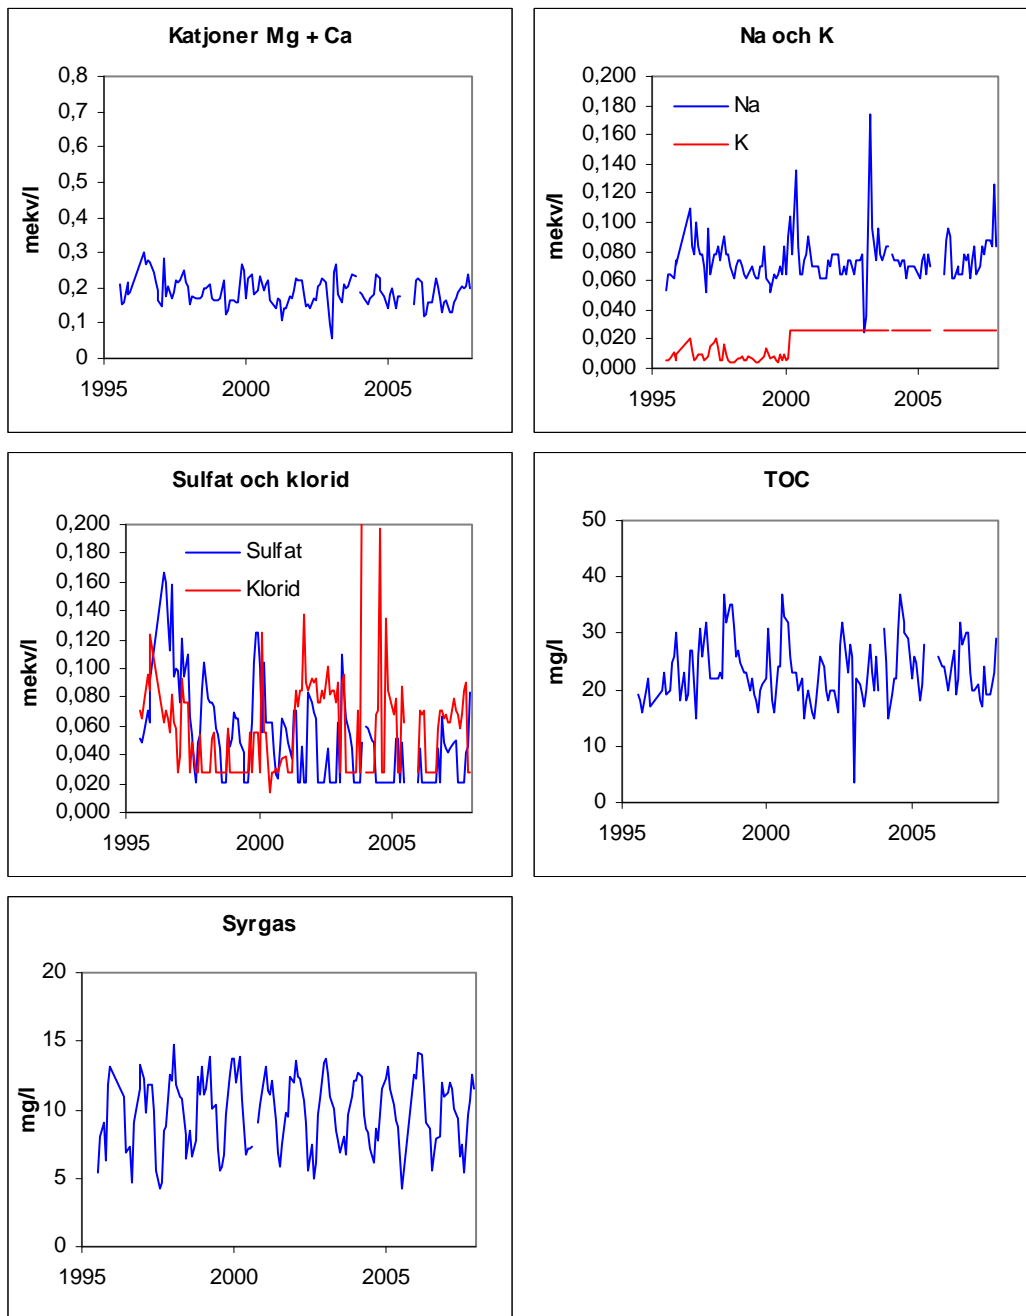 Katjoner Mg + Ca
0,8
0,7
0,6
0,5
0,4
0,3
0,2
0,1
0
mekv/l
1995 2000 2005
Na och K
0,200
0,180
0,160
0,140
0,120
0,100
0,080
0,060
0,040
0,020
0,000
mekv/l
Na
K
1995 2000 2005
Sulfat och klorid
0,200
0,180
0,160
0,140
0,120
0,100
0,080
0,060
0,040
0,020
0,000
mekv/l
Sulfat
Klorid
1995 2000 2005
TOC
50
40
30
20
10
0
mg/l
1995 2000 2005
Syrgas
20
15
10
5
0
mg/l
1995 2000 2005